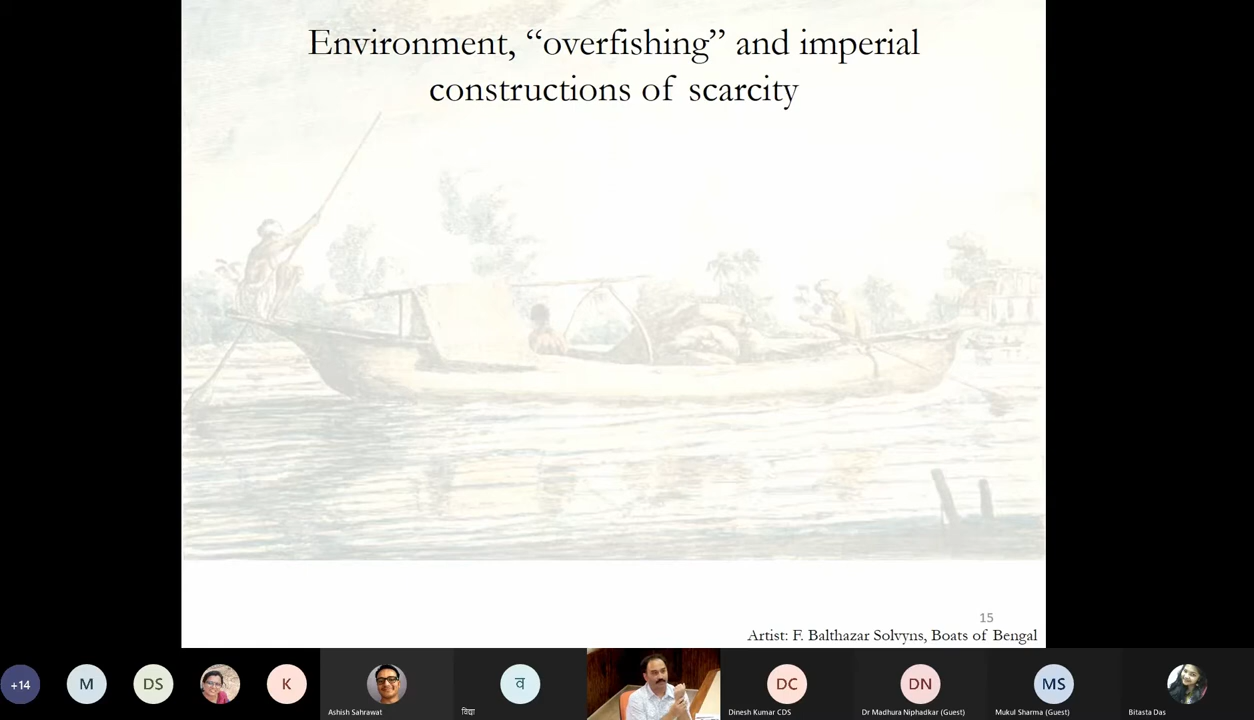 Environment, “overfishing” and imperial
constructions of scarcity
15
Artist: F. Balthazar Solvyns, Boats of Bengal
+14
M
DS
K
Ashish Sahrawat
व
विद्या
DC
Dinesh Kumar CDS
DN
Dr Madhura Niphadkar (Guest)
MS
Mukul Sharma (Guest)
Bitasta Das